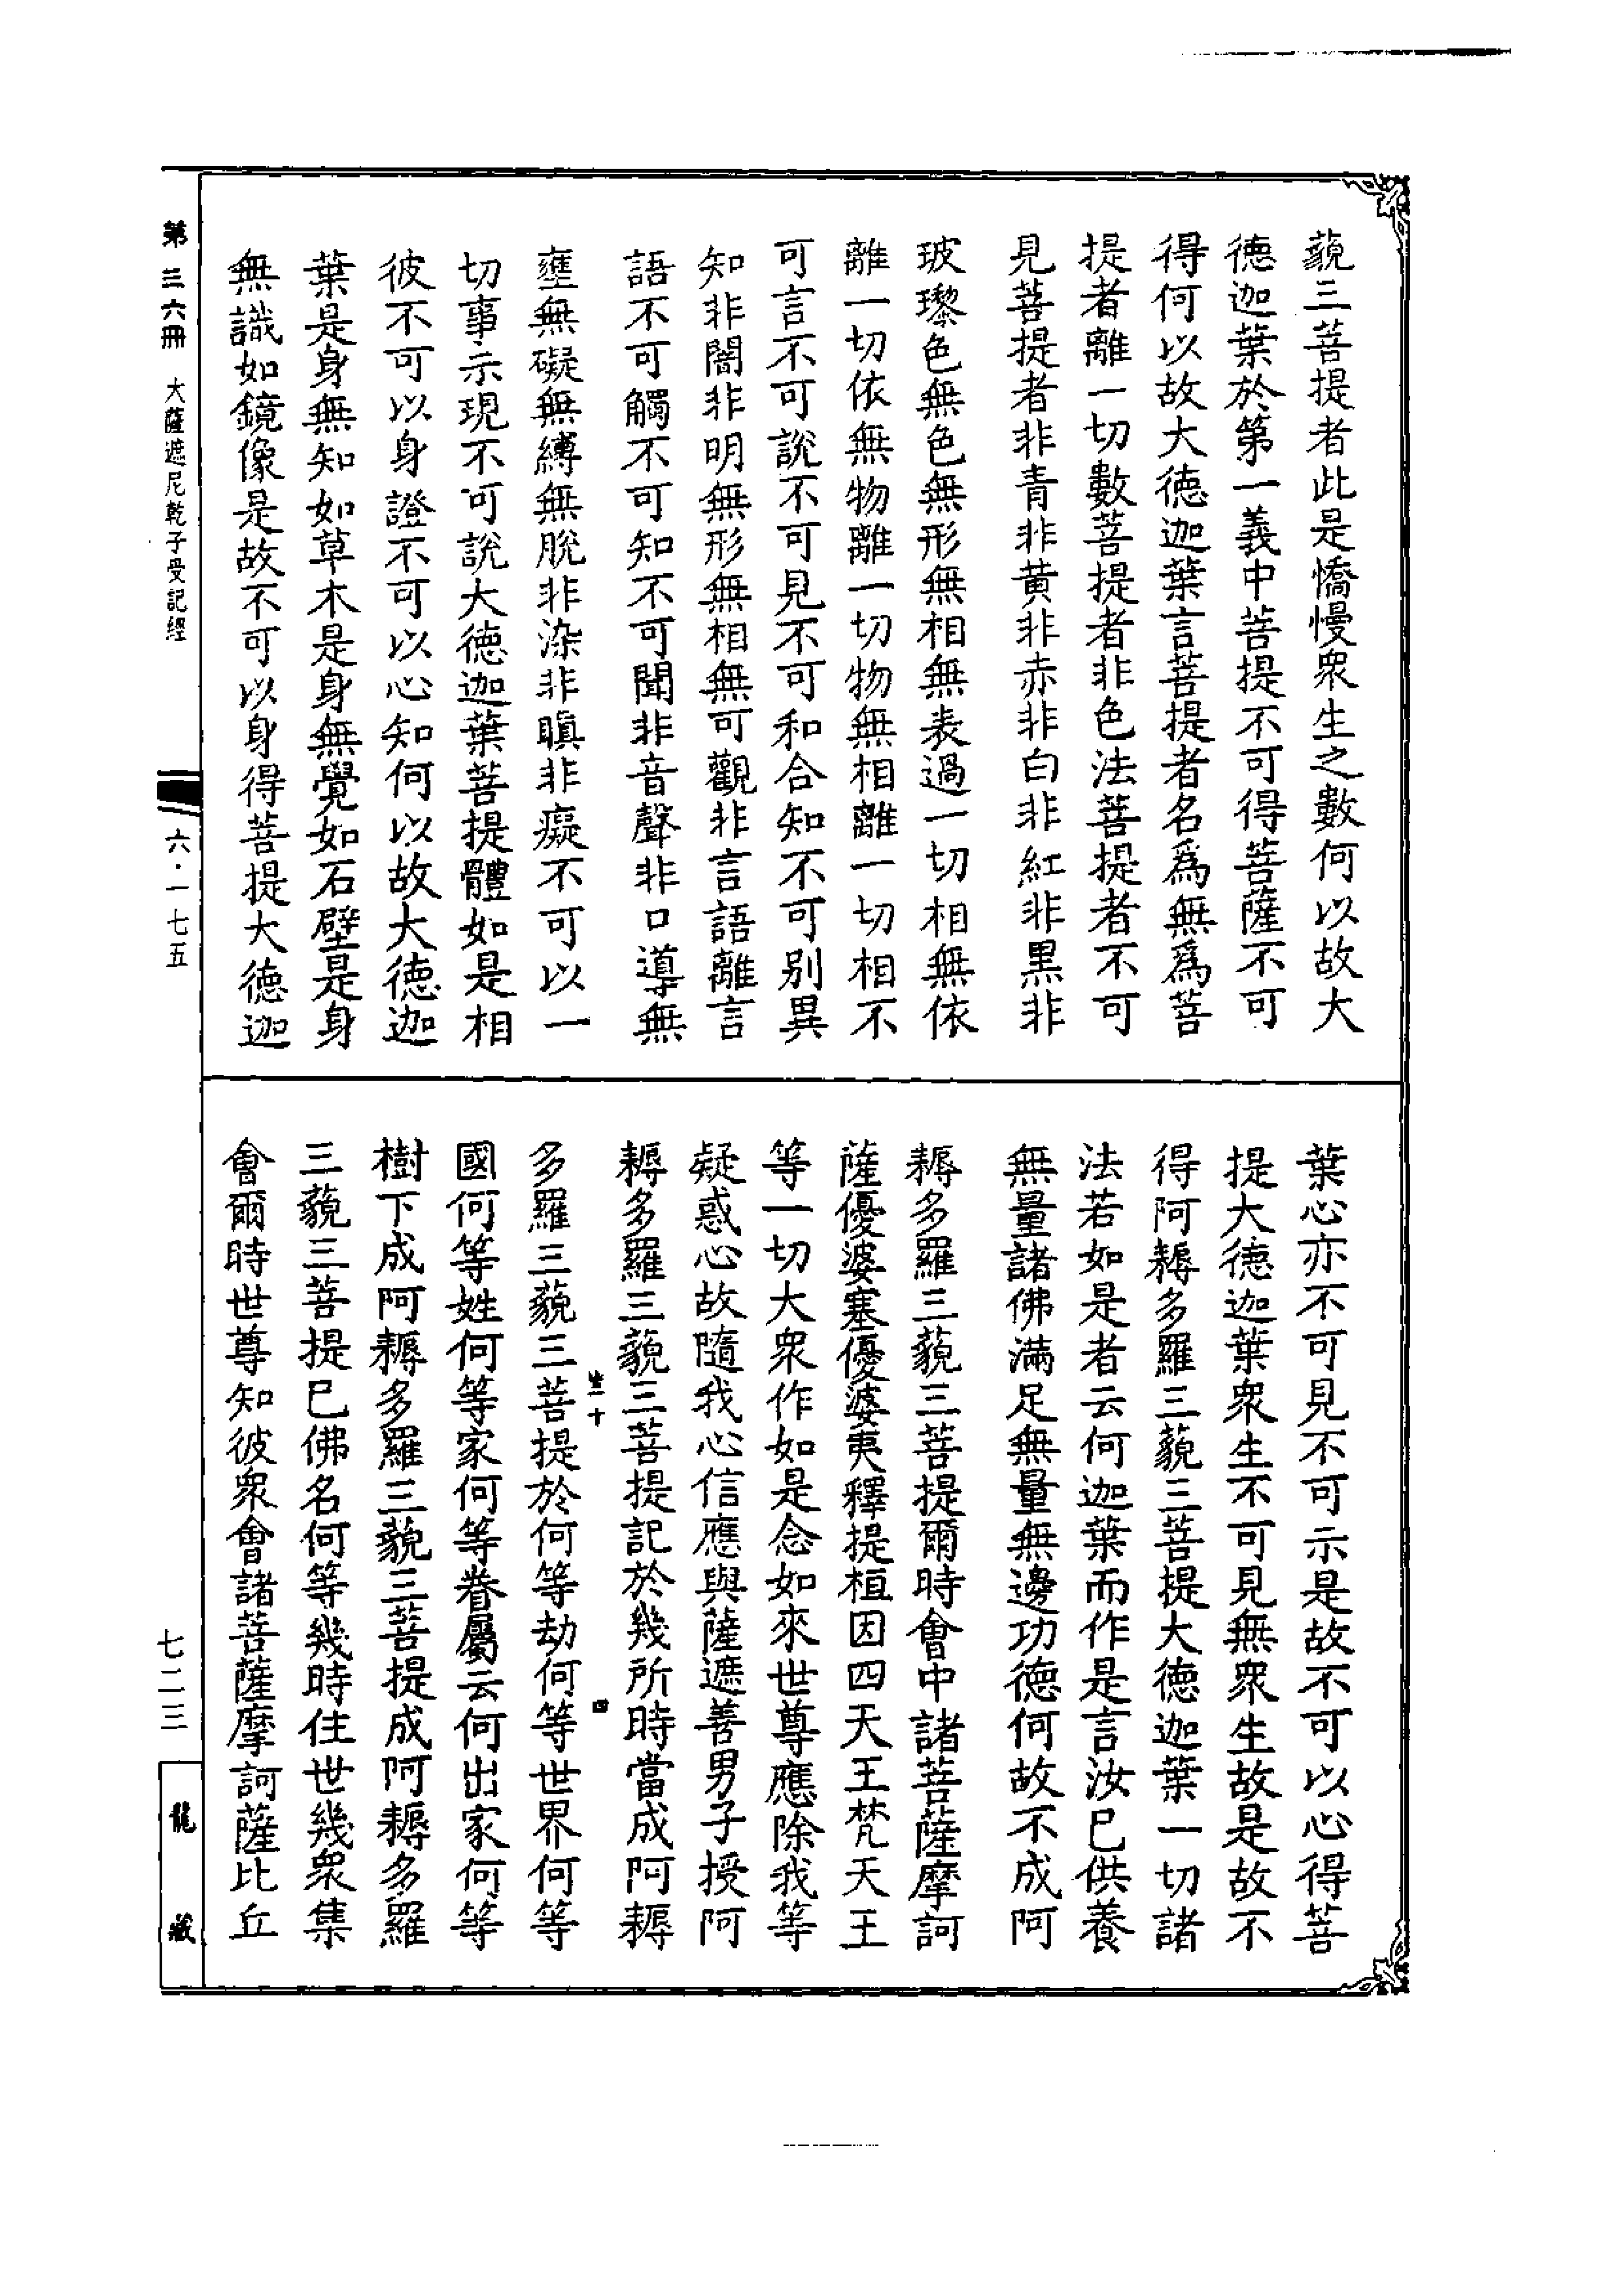 藐三菩提者此是憍慢衆生之數何以故大
德迦葉於第一義中菩提不可得菩薩不可
得何以故大德迦葉言菩提者名爲無爲菩
提者離一切數菩提者非色法菩提者不可
見菩提者非青非黃非赤非白非紅非黑非
玻瓈色無色無形無相無表過一切相無依
離一切依無物離一切物無相離一切相不
可言不可說不可見不可和合知不可別異
知非闇非明無形無相無可觀非言語離言
語不可觸不可知不可聞非音聲非口導無
壅無礙無縛無脫非染非瞋非癡不可以一
切事示現不可說大德迦葉菩提體如是相
彼不可以身證不可以心知何以故大德迦
葉是身無知如草木是身無覺如石壁是身
無識如鏡像是故不可以身得菩提大德迦
葉心亦不可見不可示是故不可以心得菩
提大德迦葉衆生不可見無衆生故是故不
得阿耨多羅三藐三菩提大德迦葉一切諸
法若如是者云何迦葉而作是言汝已供養
無量諸佛滿足無量無邊功德何故不成阿
耨多羅三藐三菩提爾時會中諸菩薩摩訶
薩優婆塞優婆夷釋提桓因四天王梵天王
等一切大衆作如是念如來世尊應除我等
疑惑心故隨我心信應與薩遮善男子授阿
耨多羅三藐三菩提記於幾所時當成阿耨
多羅三藐三菩提於何等劫何等世界何等
國何等姓何等家何等眷屬云何出家何等
樹下成阿耨多羅三藐三菩提成阿耨多羅
三藐三菩提已佛名何等幾時住世幾衆集
會爾時世尊知彼衆會諸菩薩摩訶薩比丘
十
四
第三六冊 大薩遮尼乾子受記經
六·一七五
七二三
龍藏